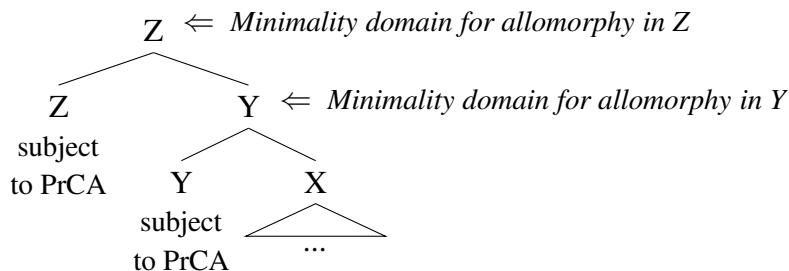 Z ⇐ Minimality domain for allomorphy in Z
Z Y ⇐ Minimality domain for allomorphy in Y
subject
to PrCA
Y X
subject
to PrCA
...